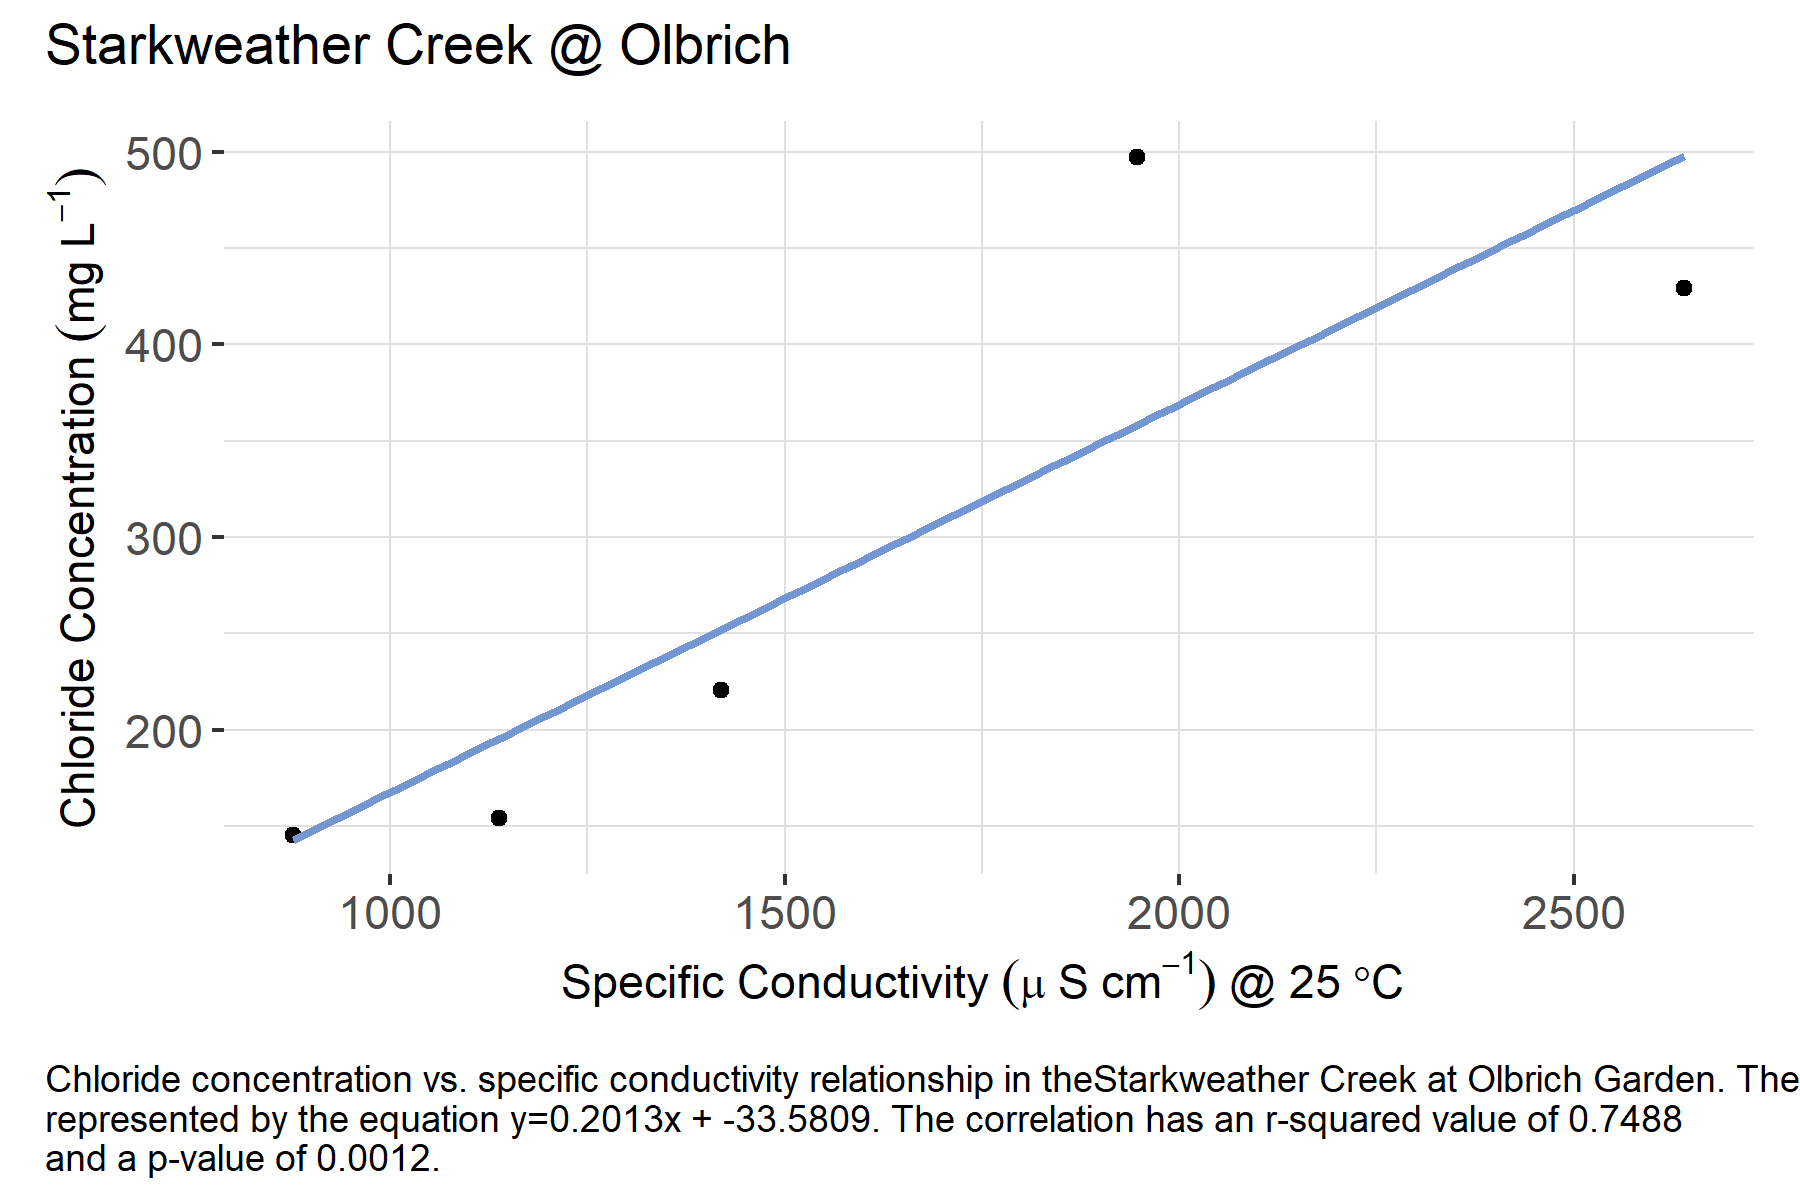 Starkweather Creek @ Olbrich
500
400
300
200
Chloride Concentration (mg L⁻¹)
1000 1500 2000 2500
Specific Conductivity (μ S cm⁻¹) @ 25 °C
Chloride concentration vs. specific conductivity relationship in theStarkweather Creek at Olbrich Garden. The
represented by the equation y=0.2013x + -33.5809. The correlation has an r-squared value of 0.7488
and a p-value of 0.0012.